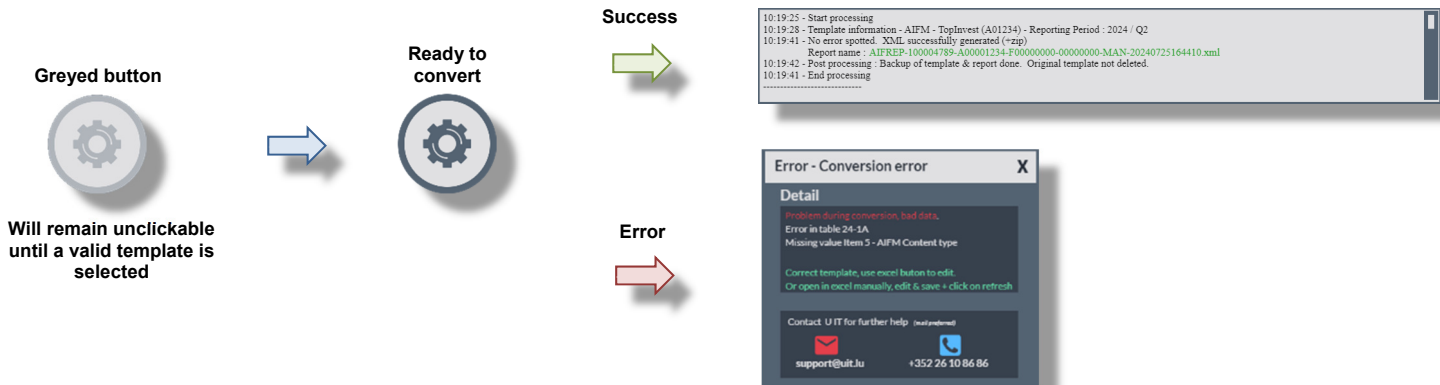 Greyed button
Will remain unclickable
until a valid template is
selected
Ready to
convert
Success
10:19:25 - Start processing
10:19:28 - Template information - AIFM - TopInvest (A01234) - Reporting Period : 2024 / Q2
10:19:41 - No error spotted.  XML successfully generated (+zip)
Report name : AIFREP-100004789-A00001234-F00000000-00000000-MAN-20240725164410.xml
10:19:42 - Post processing : Backup of template & report done.  Original template not deleted.
10:19:41 - End processing
-----------------------------
Error
Error - Conversion error X
Detail
Problem during conversion, bad data.
Error in table 24-1A
Missing value Item 5 - AIFM Content type
Correct template, use excel buton to edit.
Or open in excel manually, edit & save + click on refresh
Contact U IT for further help (mail preferred)
support@uit.lu
+352 26 10 86 86